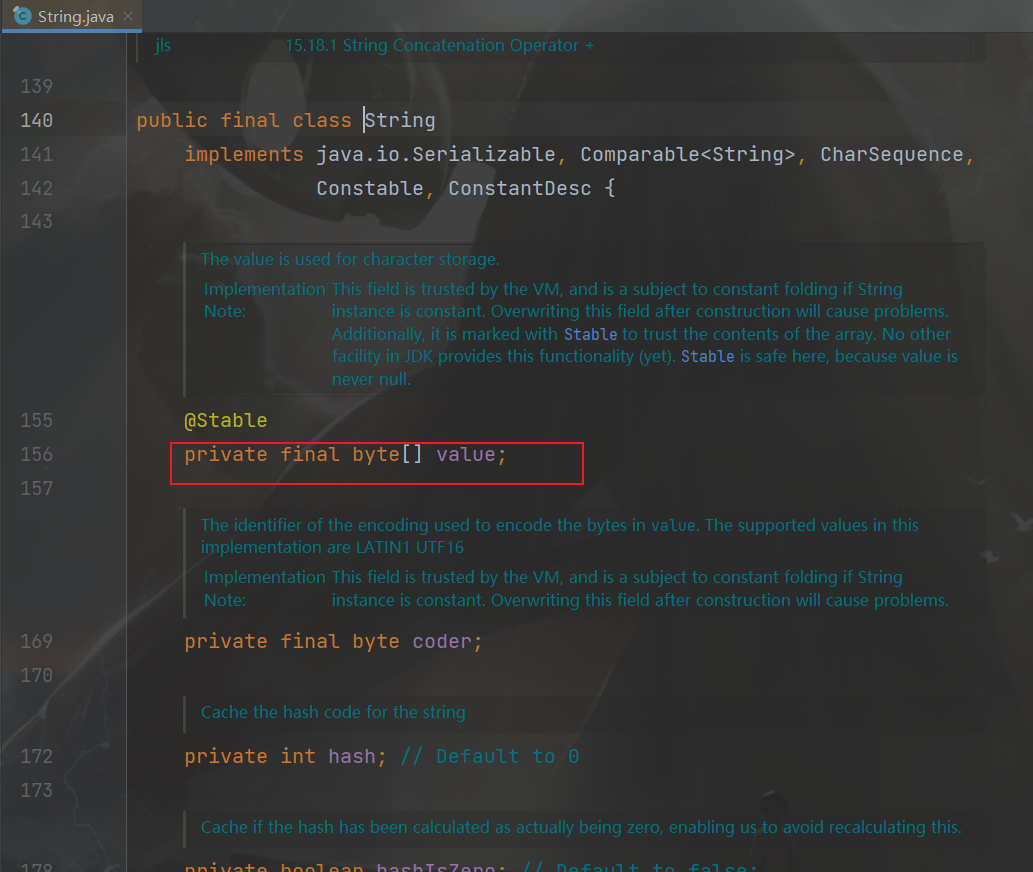 String.java
jls 15.18.1 String Concatenation Operator +
139
140 public final class String
141 implements java.io.Serializable, Comparable<String>, CharSequence,
142 Constable, ConstantDesc {
143
The value is used for character storage.
Implementation This field is trusted by the VM, and is a subject to constant folding if String
Note: instance is constant. Overwriting this field after construction will cause problems.
Additionally, it is marked with Stable to trust the contents of the array. No other
facility in JDK provides this functionality (yet). Stable is safe here, because value is
never null.
155 @Stable
156 private final byte[] value;
157
The identifier of the encoding used to encode the bytes in value. The supported values in this
implementation are LATIN1 UTF16
Implementation This field is trusted by the VM, and is a subject to constant folding if String
Note: instance is constant. Overwriting this field after construction will cause problems.
169 private final byte coder;
170
Cache the hash code for the string
172 private int hash; // Default to 0
173
Cache if the hash has been calculated as actually being zero, enabling us to avoid recalculating this.
178 private boolean hashIsZero; // Default to false;